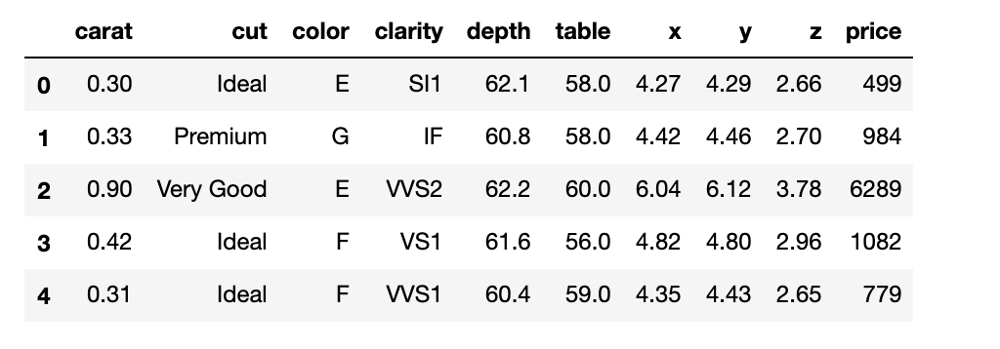 carat cut color clarity depth table x y z price
0 0.30 Ideal E SI1 62.1 58.0 4.27 4.29 2.66 499
1 0.33 Premium G IF 60.8 58.0 4.42 4.46 2.70 984
2 0.90 Very Good E VVS2 62.2 60.0 6.04 6.12 3.78 6289
3 0.42 Ideal F VS1 61.6 56.0 4.82 4.80 2.96 1082
4 0.31 Ideal F VVS1 60.4 59.0 4.35 4.43 2.65 779